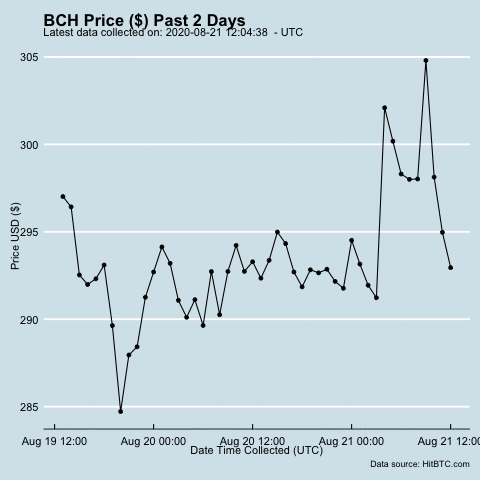 BCH Price ($) Past 2 Days
Latest data collected on: 2020-08-21 12:04:38 - UTC
305
300
295
290
285
Price USD ($)
Aug 19 12:00 Aug 20 00:00 Aug 20 12:00 Aug 21 00:00 Aug 21 12:00
Date Time Collected (UTC)
Data source: HitBTC.com